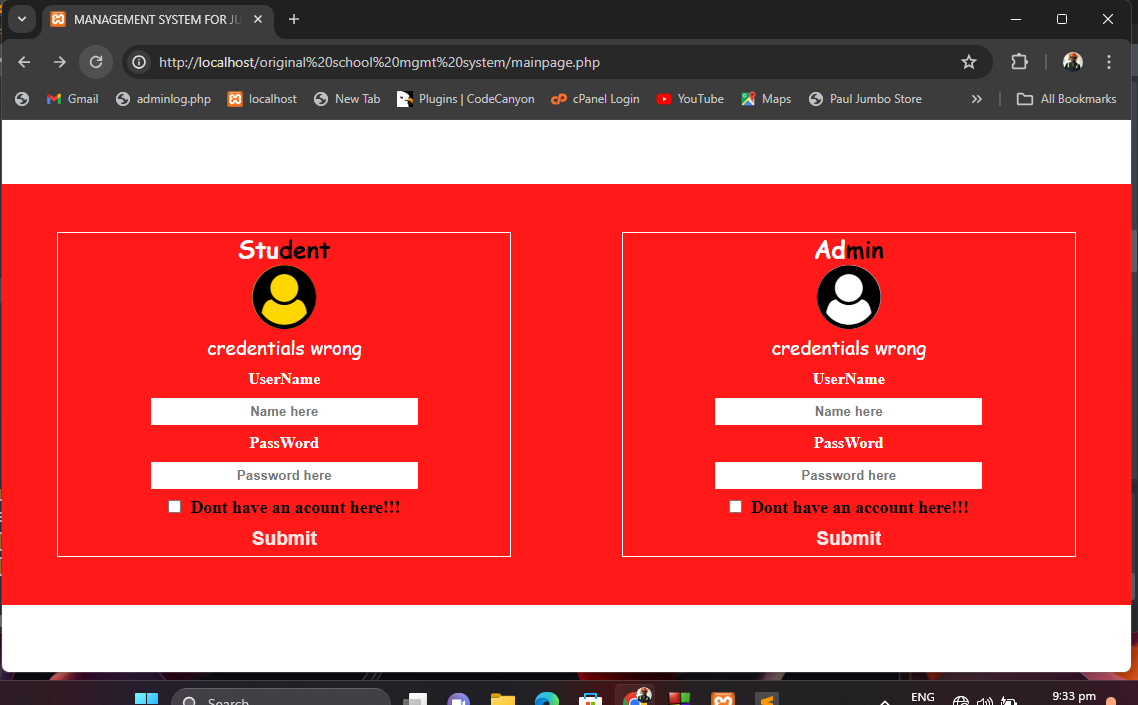 MANAGEMENT SYSTEM FOR JU
http://localhost/original%20school%20mgmt%20system/mainpage.php
Gmail adminlog.php localhost New Tab Plugins | CodeCanyon cPanel Login YouTube Maps Paul Jumbo Store » All Bookmarks
Student
credentials wrong
UserName
Name here
PassWord
Password here
Dont have an acount here!!!
Submit
Admin
credentials wrong
UserName
Name here
PassWord
Password here
Dont have an account here!!!
Submit
Search
ENG
9:33 pm